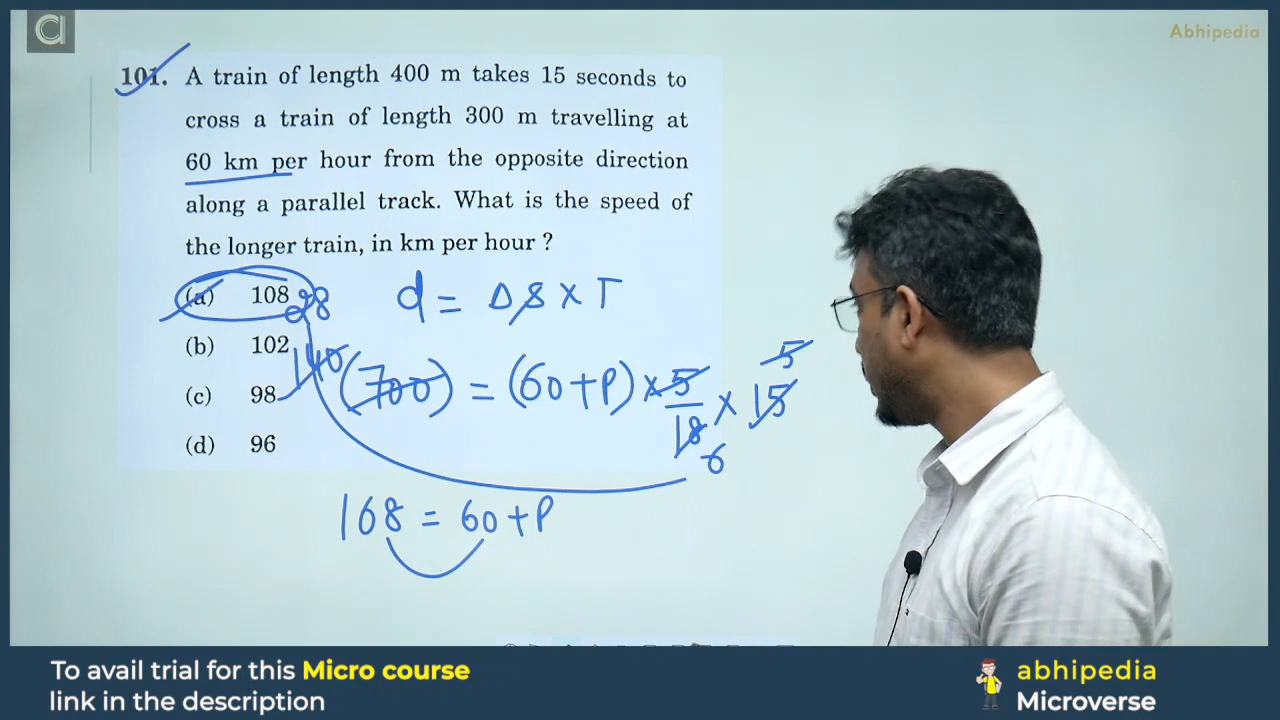 a
Abhipedia
101. A train of length 400 m takes 15 seconds to
cross a train of length 300 m travelling at
60 km per hour from the opposite direction
along a parallel track. What is the speed of
the longer train, in km per hour ?
(a) 108
(b) 102
(c) 98
(d) 96
28
d = Δ8 × T
140
5
(700) = (60+P) × 5/18 × 15
6
168 = 60+P
To avail trial for this Micro course
link in the description
abhipedia
Microverse